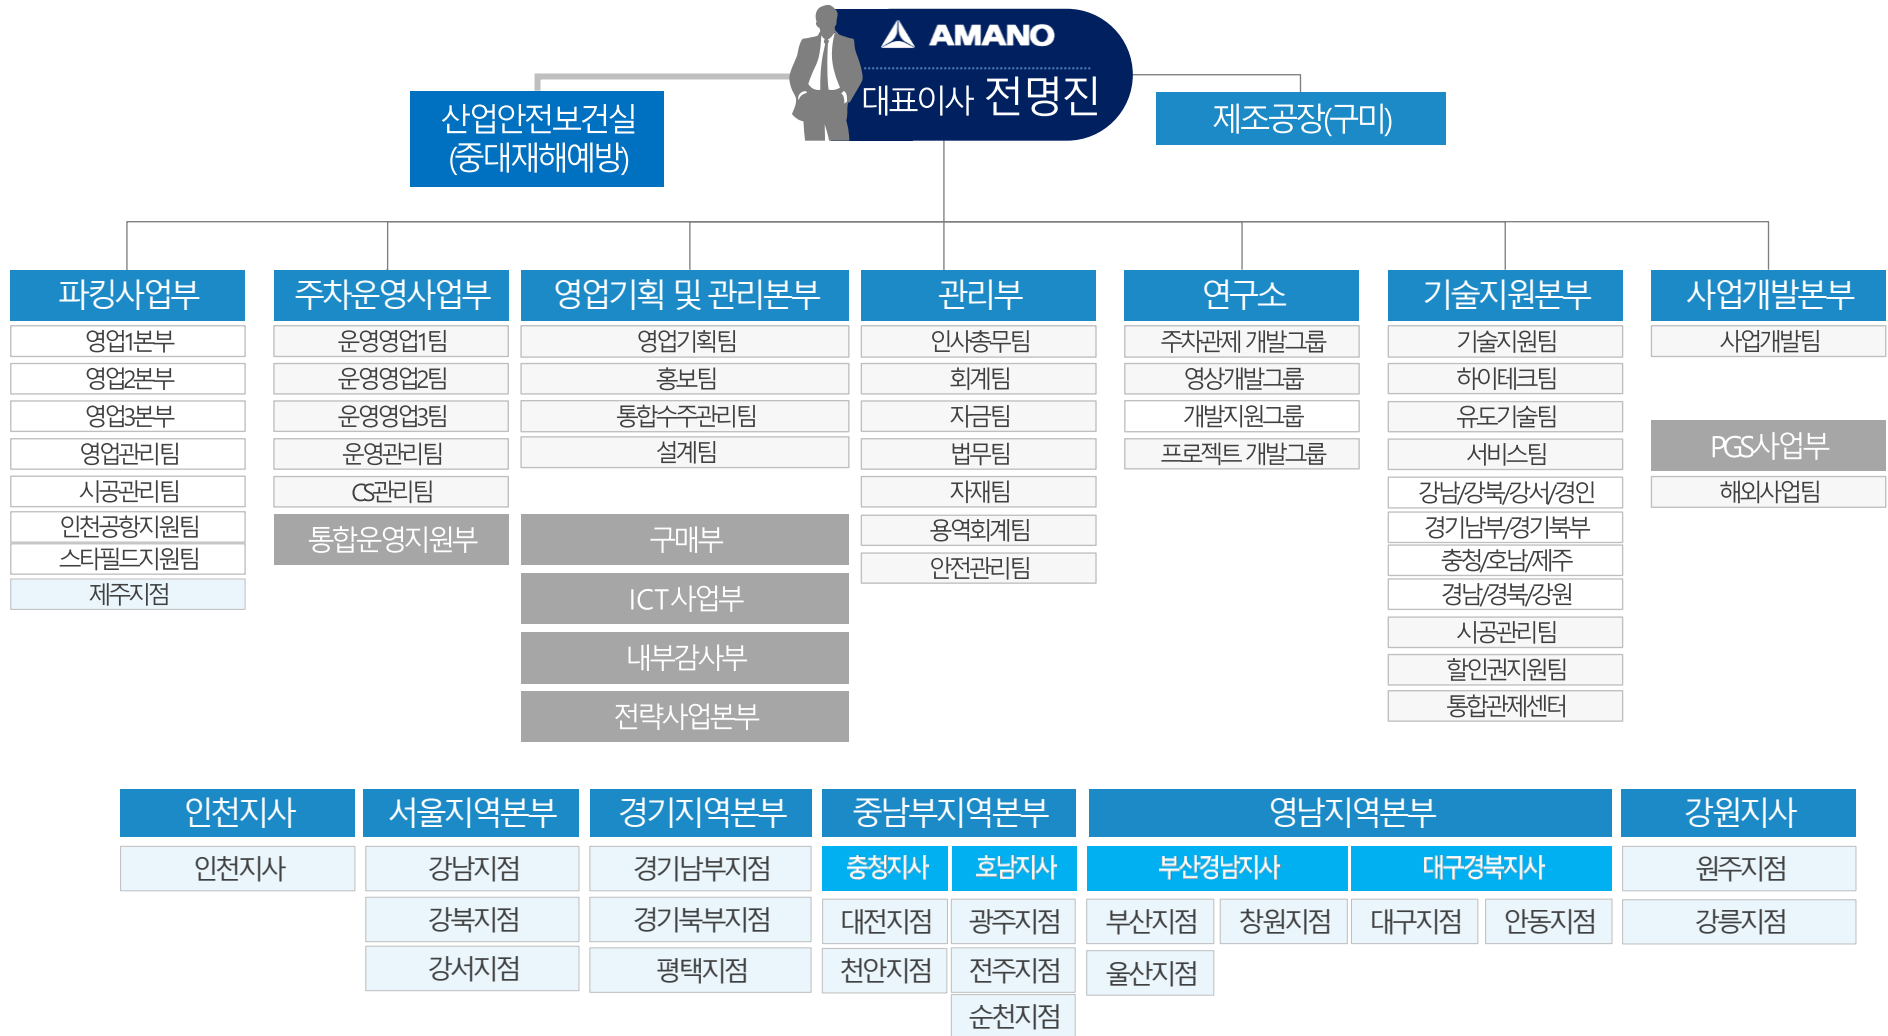 AMANO
대표이사 전명진
산업안전보건실
(중대재해예방)
제조공장(구미)
파킹사업부
영업1본부
영업2본부
영업3본부
영업관리팀
시공관리팀
인천공항지원팀
스타필드지원팀
제주지점
주차운영사업부
운영영업1팀
운영영업2팀
운영영업3팀
운영관리팀
CS관리팀
통합운영지원부
영업기획 및 관리본부
영업기획팀
홍보팀
통합수주관리팀
설계팀
구매부
ICT사업부
내부감사부
전략사업본부
관리부
인사총무팀
회계팀
자금팀
법무팀
자재팀
용역회계팀
안전관리팀
연구소
주차관제 개발그룹
영상개발그룹
개발지원그룹
프로젝트 개발그룹
기술지원본부
기술지원팀
하이테크팀
유도기술팀
서비스팀
강남/강북/강서/경인
경기남부/경기북부
충청/호남/제주
경남/경북/강원
시공관리팀
할인권지원팀
통합관제센터
사업개발본부
사업개발팀
PGS사업부
해외사업팀
인천지사
인천지사
서울지역본부
강남지점
강북지점
강서지점
경기지역본부
경기남부지점
경기북부지점
평택지점
중남부지역본부
충청지사
대전지점
천안지점
호남지사
광주지점
전주지점
순천지점
영남지역본부
부산경남지사
부산지점
창원지점
울산지점
대구경북지사
대구지점
안동지점
강원지사
원주지점
강릉지점